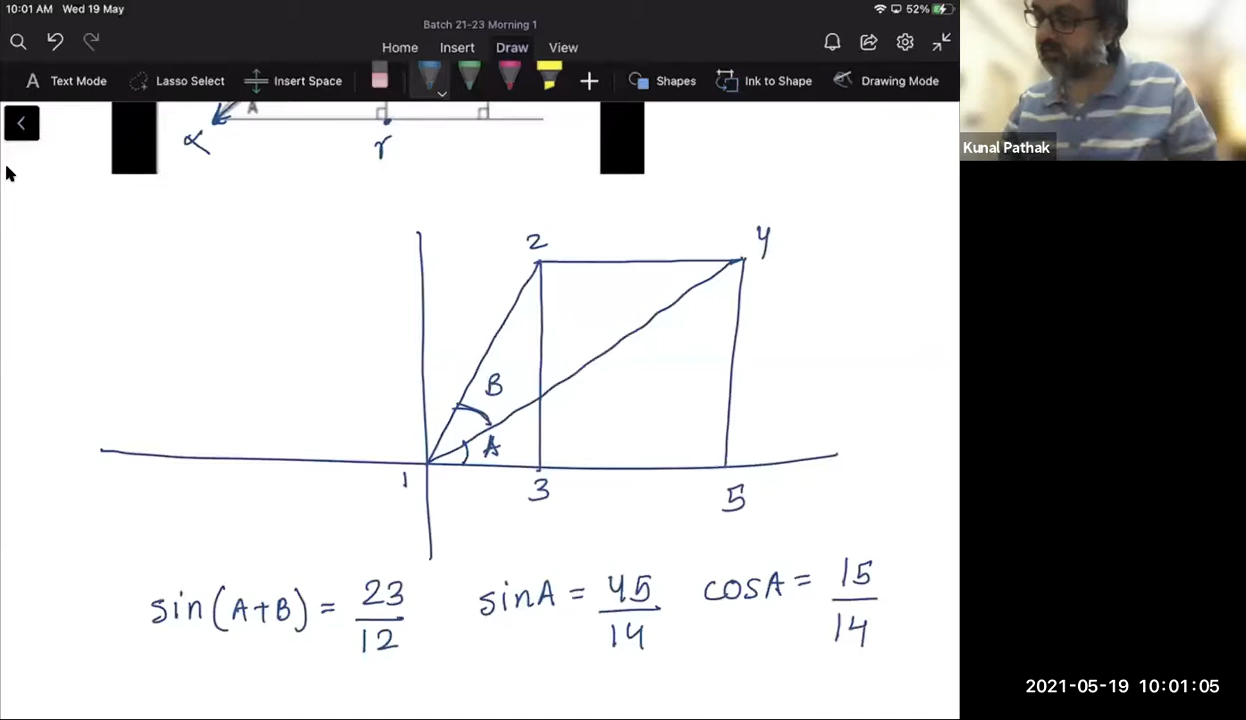 10:01 AM Wed 19 May
52%
Batch 21-23 Morning 1
Home Insert Draw View
Text Mode Lasso Select Insert Space Shapes Ink to Shape Drawing Mode
Kunal Pathak
A
α r
2 4
B
A
1 3 5
sin(A+B) = 23/12 sinA = 45/14 cosA = 15/14
2021-05-19 10:01:05